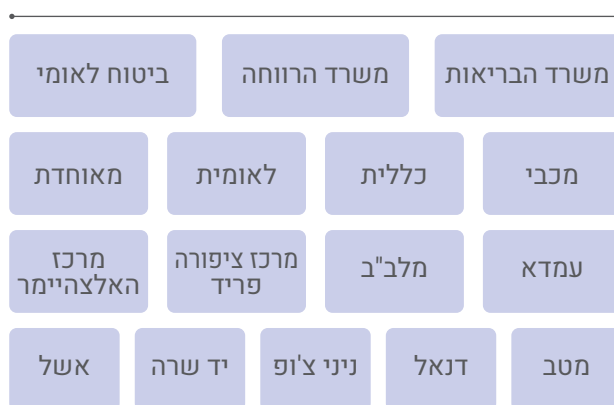 משרד הבריאות
משרד הרווחה
ביטוח לאומי
מכבי
כללית
לאומית
מאוחדת
עמדא
מלב"ב
מרכז ציפורה
פריד
מרכז
האלצהיימר
מטב
דנאל
ניני צ'ופ
יד שרה
אשל